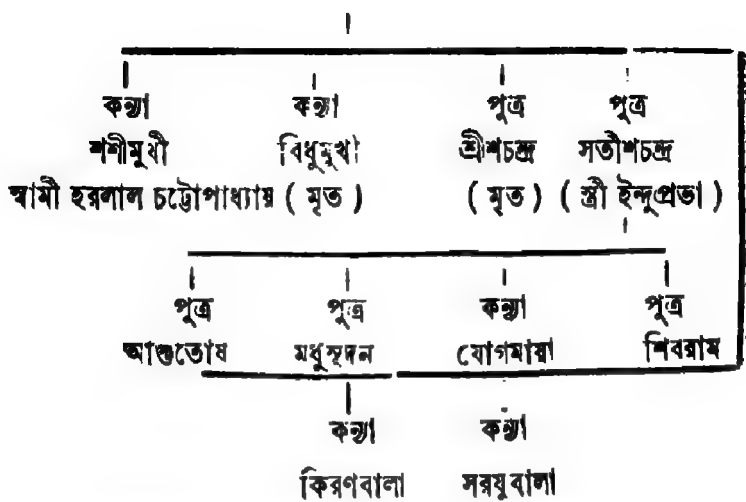 কন্যা কন্যা পুত্র পুত্র
শশীমুখী বিধুমুখী শ্রীশচন্দ্র সতীশচন্দ্র
স্বামী হরলাল চট্টোপাধ্যায় ( মৃত ) ( মৃত ) ( স্ত্রী ইন্দুপ্রভা )
পুত্র পুত্র কন্যা পুত্র
আশুতোষ মধুসূদন যোগমায়া শিবরাম
কন্যা কন্যা
কিরণবালা সরযুবালা